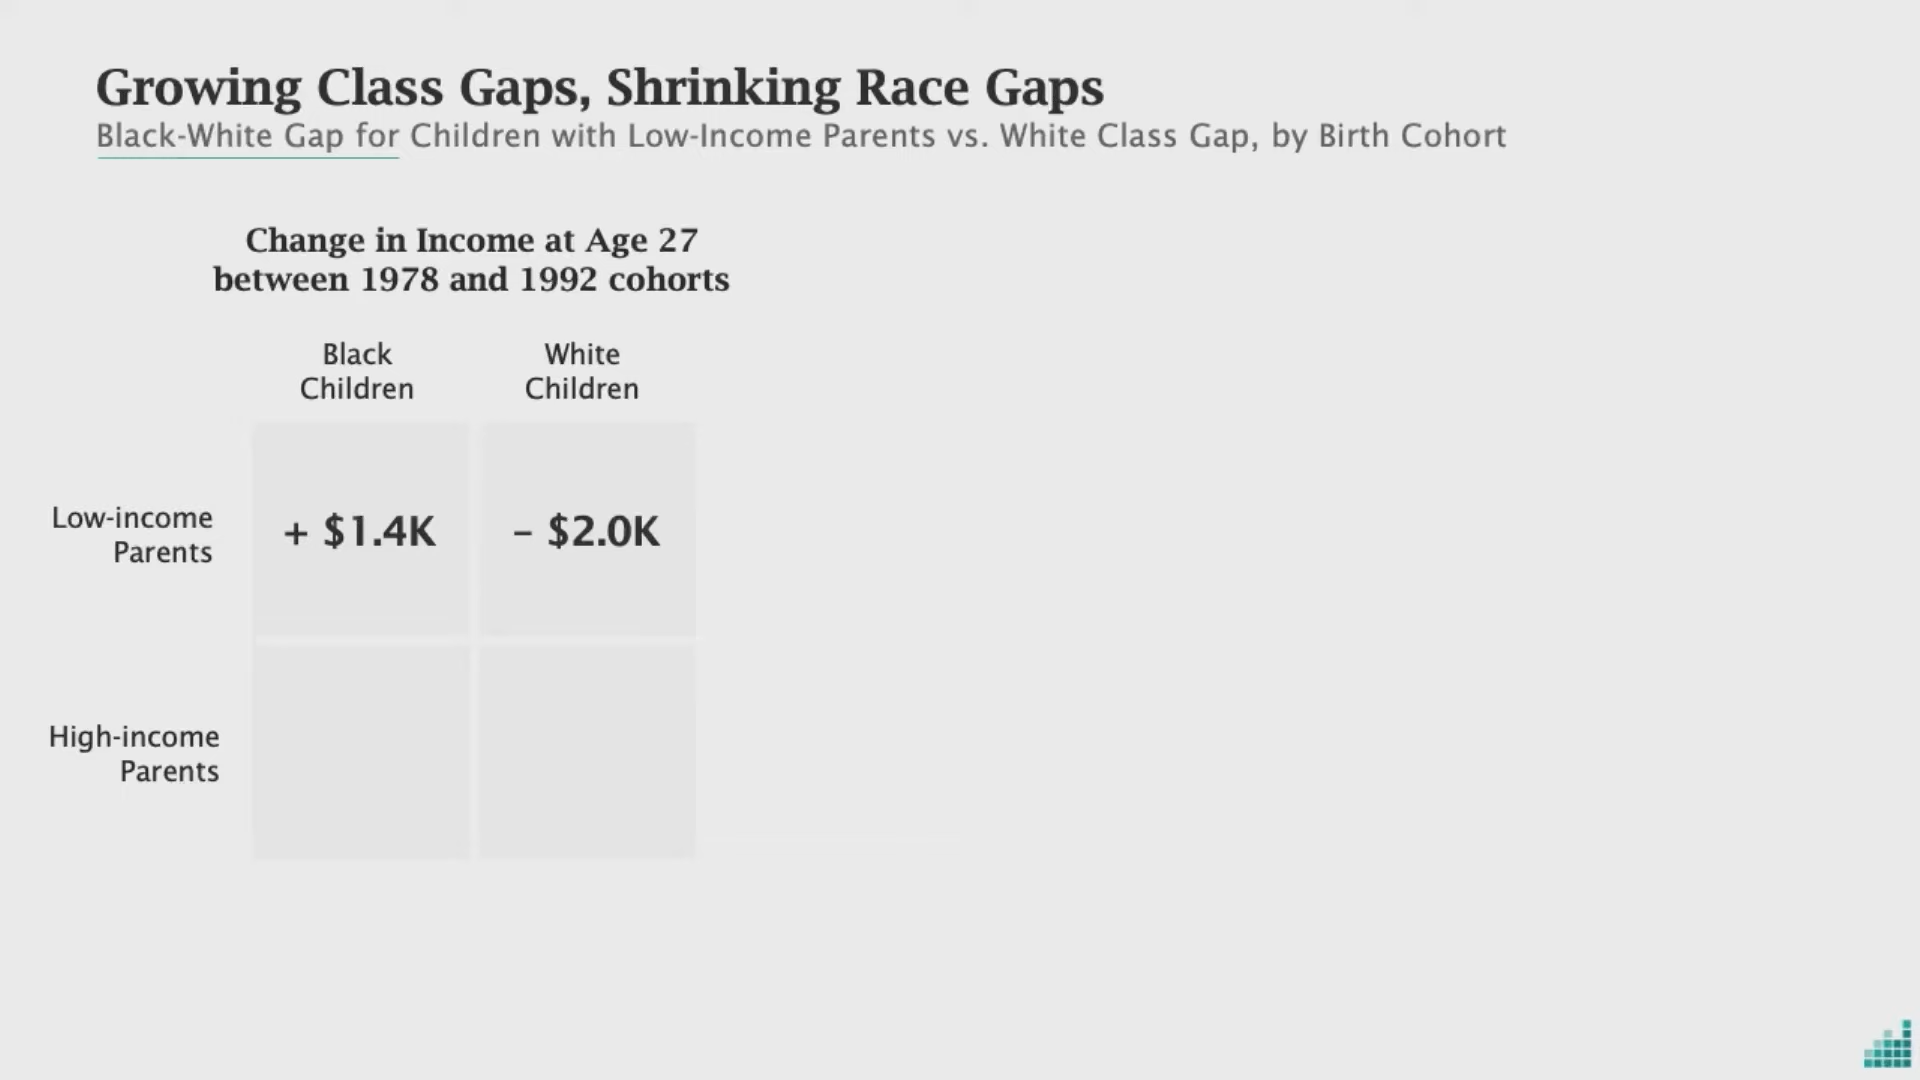 Growing Class Gaps, Shrinking Race Gaps
Black-White Gap for Children with Low-Income Parents vs. White Class Gap, by Birth Cohort
Change in Income at Age 27
between 1978 and 1992 cohorts
Black
Children
White
Children
Low-income
Parents
+ $1.4K
– $2.0K
High-income
Parents